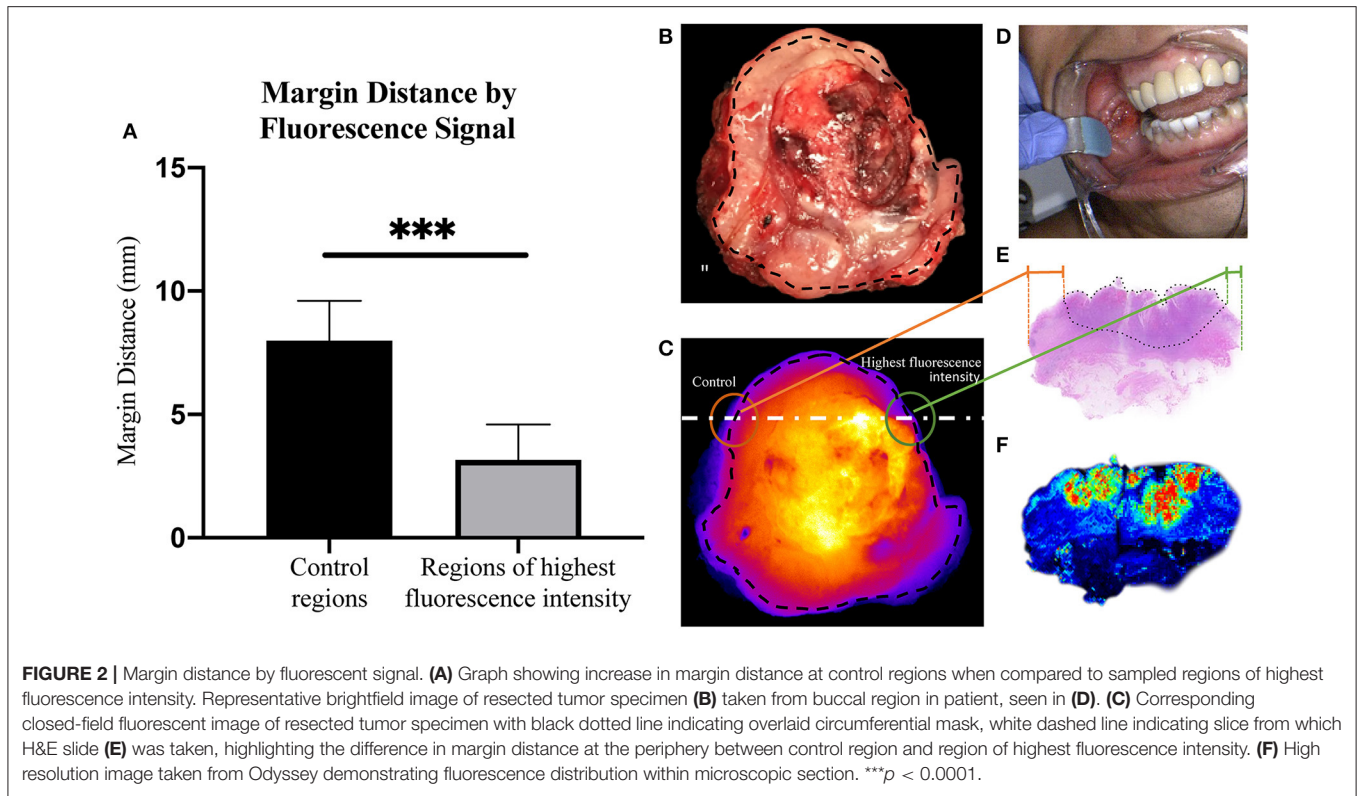 Margin Distance by
Fluorescence Signal
A
15
10
5
0
Margin Distance (mm)
***
Control
regions
Regions of highest
fluorescence intensity
B
"
C
Control
Highest fluorescence
intensity
D
E
F
FIGURE 2 | Margin distance by fluorescent signal. (A) Graph showing increase in margin distance at control regions when compared to sampled regions of highest
fluorescence intensity. Representative brightfield image of resected tumor specimen (B) taken from buccal region in patient, seen in (D). (C) Corresponding
closed-field fluorescent image of resected tumor specimen with black dotted line indicating overlaid circumferential mask, white dashed line indicating slice from which
H&E slide (E) was taken, highlighting the difference in margin distance at the periphery between control region and region of highest fluorescence intensity. (F) High
resolution image taken from Odyssey demonstrating fluorescence distribution within microscopic section. ***p < 0.0001.